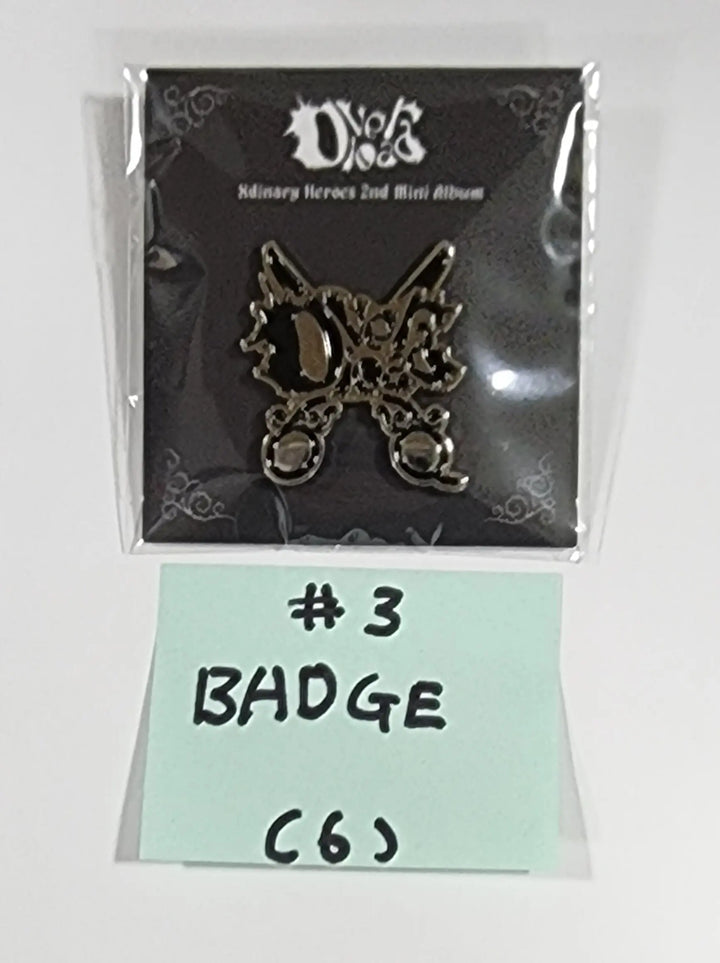 Overload
Xdinary Heroes 2nd Mini Album
#3
BADGE
(6)